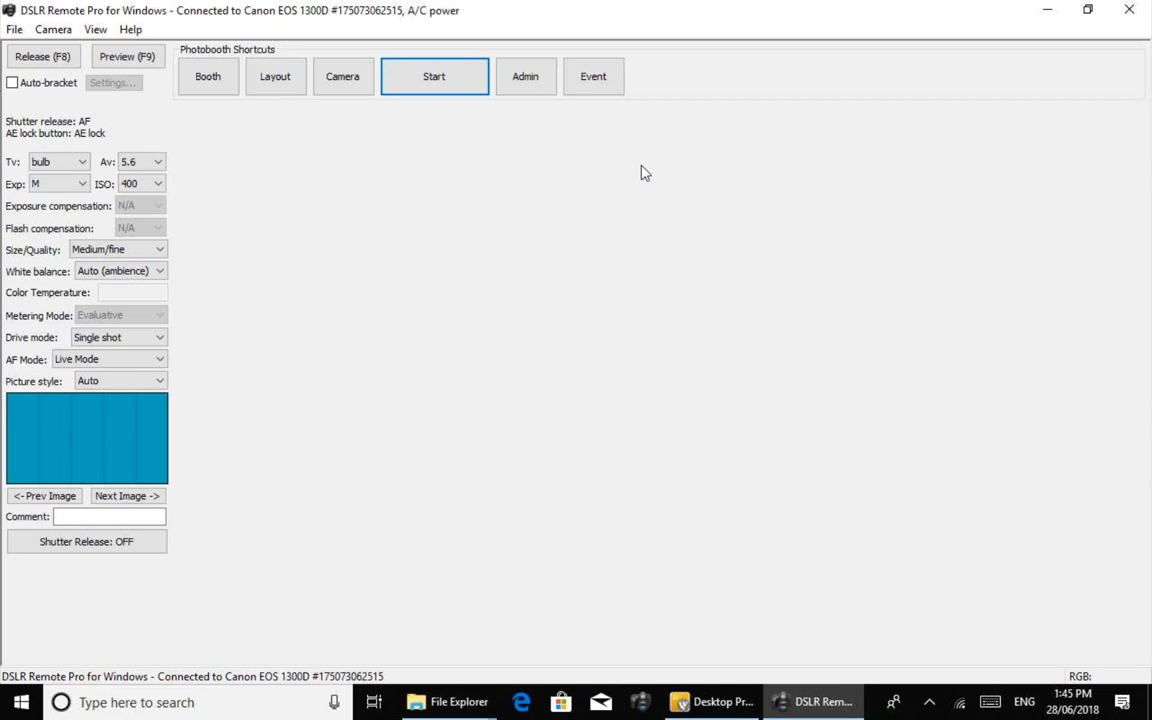 DSLR Remote Pro for Windows - Connected to Canon EOS 1300D #175073062515, A/C power
File Camera View Help
Release (F8) Preview (F9)
Auto-bracket Settings...
Photobooth Shortcuts
Booth Layout Camera Start Admin Event
Shutter release: AF
AE lock button: AE lock
Tv: bulb Av: 5.6
Exp: M ISO: 400
Exposure compensation: N/A
Flash compensation: N/A
Size/Quality: Medium/fine
White balance: Auto (ambience)
Color Temperature:
Metering Mode: Evaluative
Drive mode: Single shot
AF Mode: Live Mode
Picture style: Auto
<- Prev Image Next Image ->
Comment:
Shutter Release: OFF
DSLR Remote Pro for Windows - Connected to Canon EOS 1300D #175073062515 RGB:
Type here to search File Explorer Desktop Pr... DSLR Rem... ENG 1:45 PM
28/06/2018